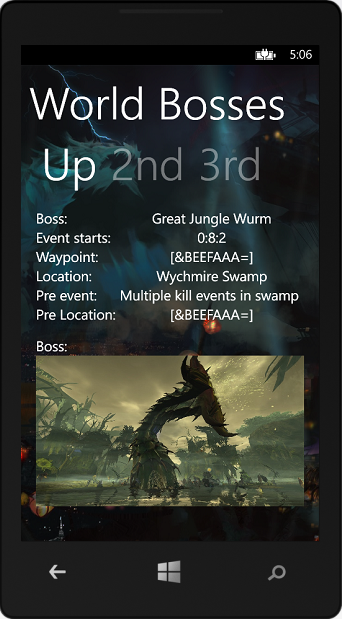 5:06
World Bosses
Up 2nd 3rd
Boss: Great Jungle Wurm
Event starts: 0:8:2
Waypoint: [&BEEFAAA=]
Location: Wychmire Swamp
Pre event: Multiple kill events in swamp
Pre Location: [&BEEFAAA=]
Boss: